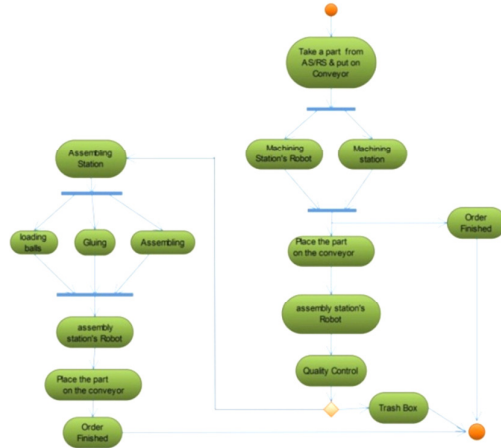 Take a part from
AS/RS & put on
Conveyor
Machining
Station's Robot
Machining
station
Order
Finished
Place the part
on the conveyor
assembly station's
Robot
Quality Control
Trash Box
Assembling
Station
loading
balls
Gluing
Assembling
assembly
station's Robot
Place the part
on the conveyor
Order
Finished